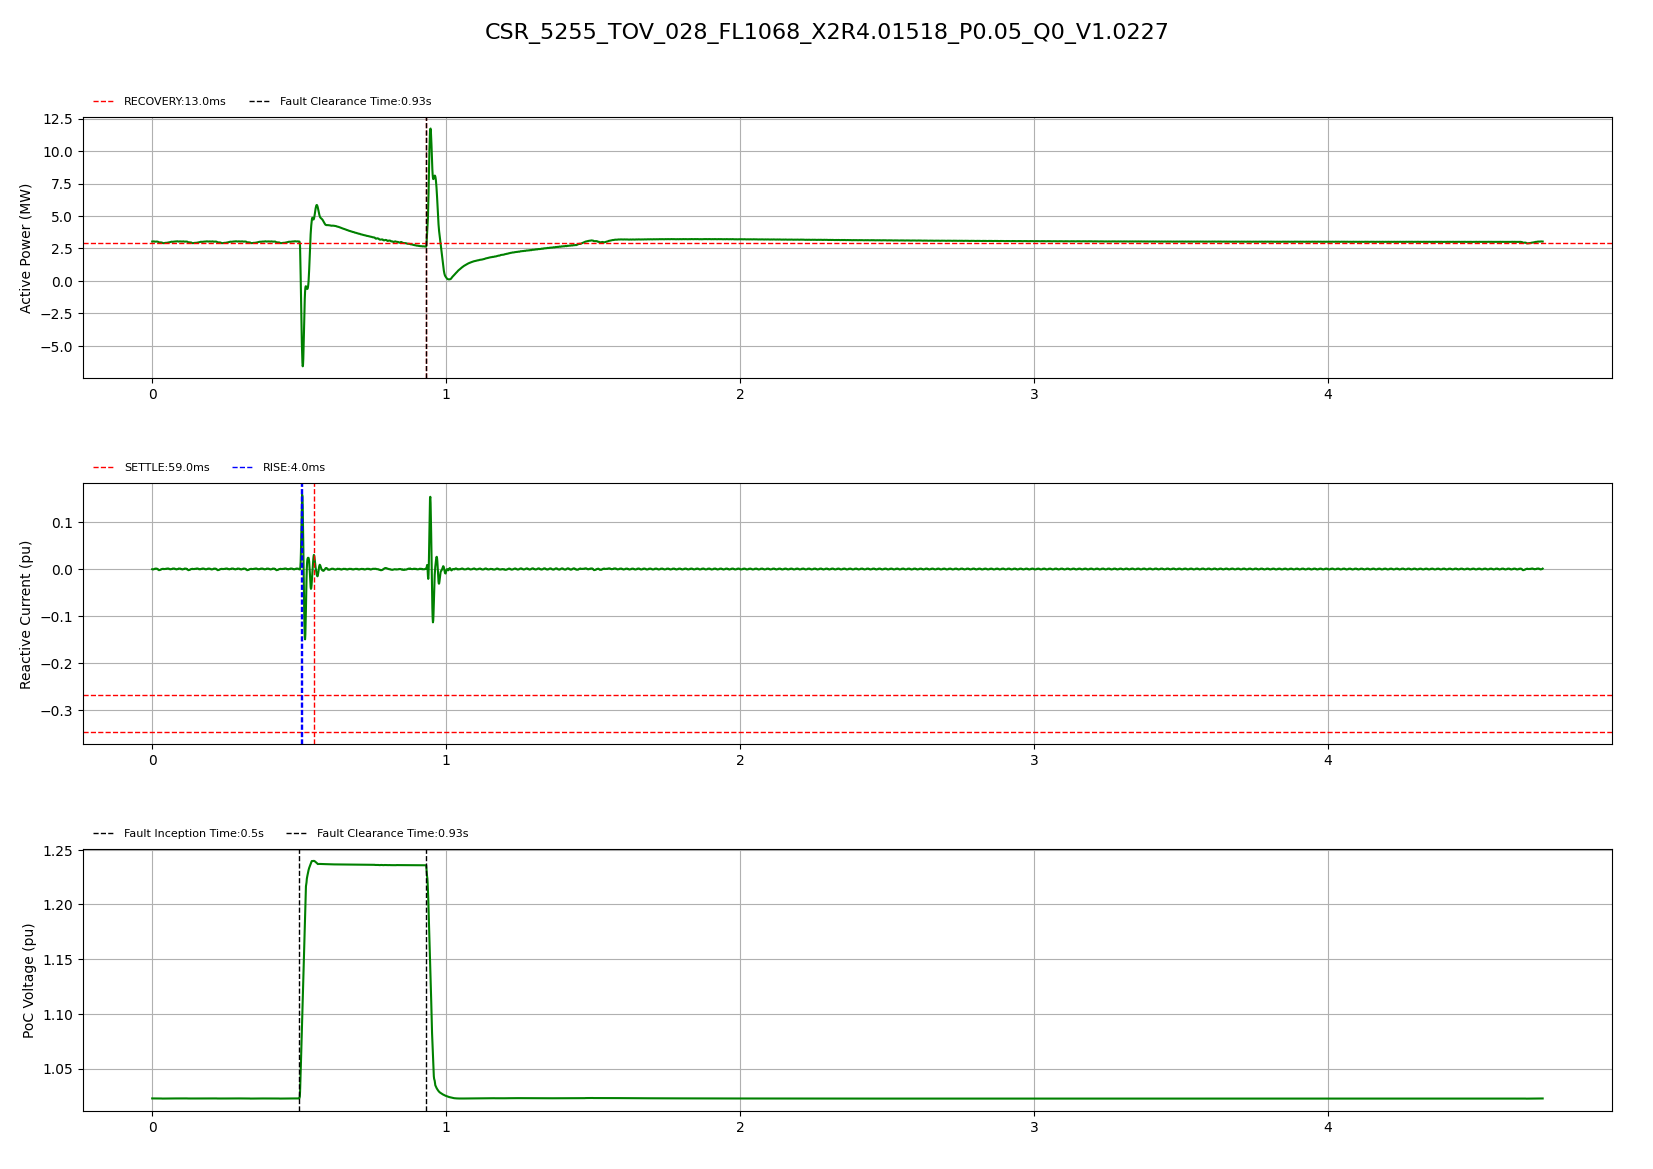 CSR_5255_TOV_028_FL1068_X2R4.01518_P0.05_Q0_V1.0227
RECOVERY:13.0ms Fault Clearance Time:0.93s
12.5
10.0
7.5
5.0
2.5
0.0
−2.5
−5.0
Active Power (MW)
0 1 2 3 4
SETTLE:59.0ms RISE:4.0ms
0.1
0.0
−0.1
−0.2
−0.3
Reactive Current (pu)
0 1 2 3 4
Fault Inception Time:0.5s Fault Clearance Time:0.93s
1.25
1.20
1.15
1.10
1.05
PoC Voltage (pu)
0 1 2 3 4